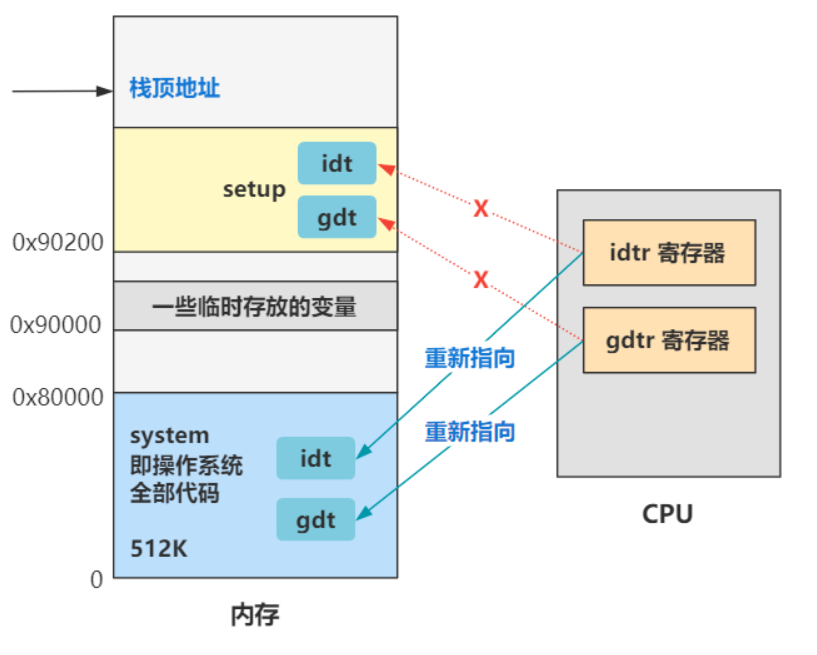 栈顶地址
idt
setup
gdt
0x90200
一些临时存放的变量
0x90000
0x80000
system
即操作系统
全部代码
idt
gdt
512K
0
内存
X
X
重新指向
重新指向
idtr 寄存器
gdtr 寄存器
CPU